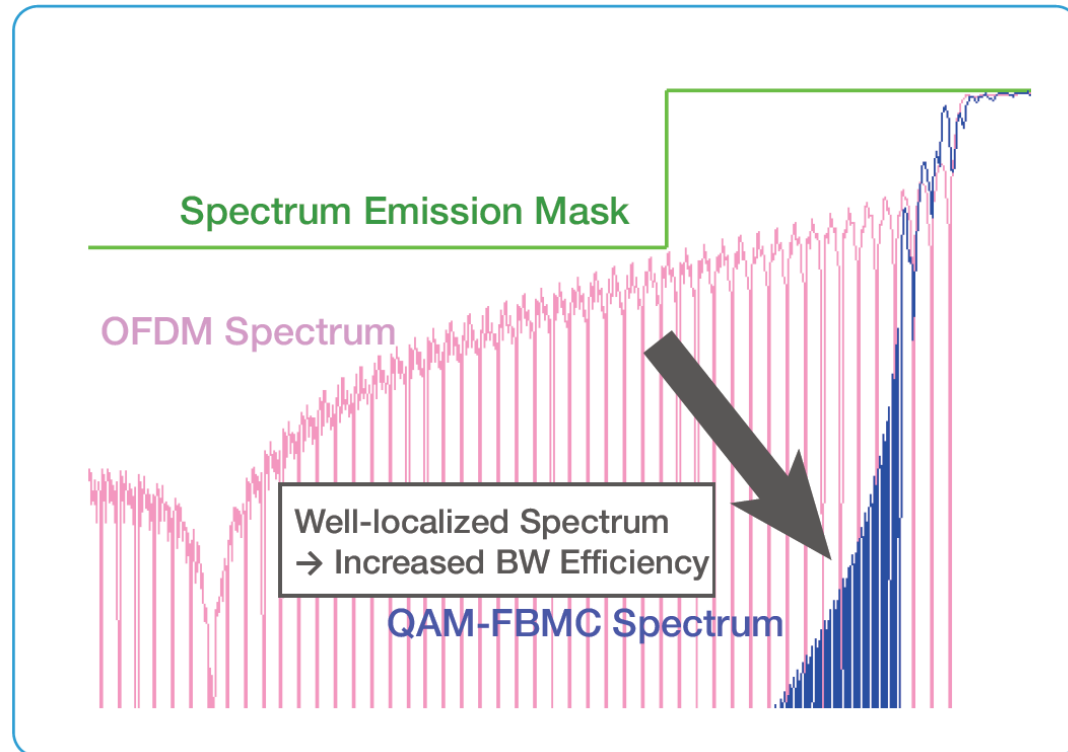 Spectrum Emission Mask
OFDM Spectrum
Well-localized Spectrum
→ Increased BW Efficiency
QAM-FBMC Spectrum